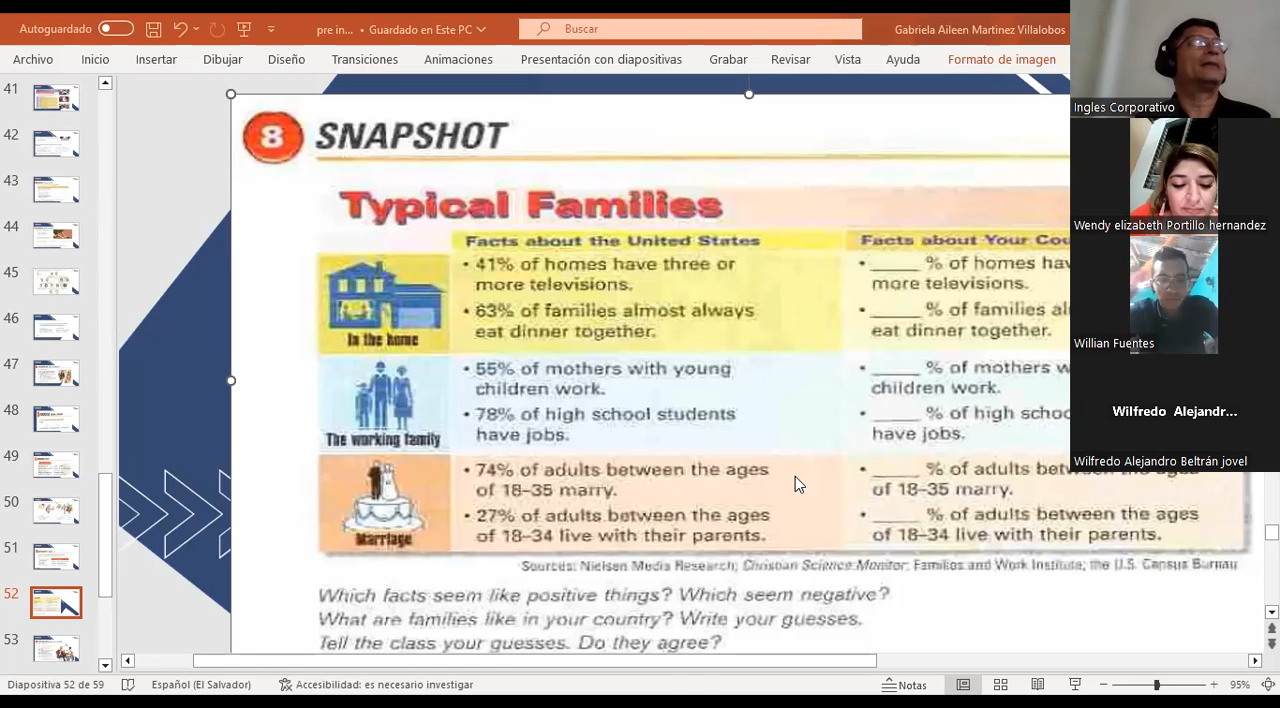 Autoguardado
pre in... • Guardado en Este PC
Buscar
Gabriela Aileen Martinez Villalobos
Archivo Inicio Insertar Dibujar Diseño Transiciones Animaciones Presentación con diapositivas Grabar Revisar Vista Ayuda Formato de imagen
41
42
43
44
45
46
47
48
49
50
51
52
53
8 SNAPSHOT
Typical Families
Facts about the United States
• 41% of homes have three or
more televisions.
• 63% of families almost always
eat dinner together.
In the home
• 55% of mothers with young
children work.
• 78% of high school students
have jobs.
The working family
• 74% of adults between the ages
of 18–35 marry.
• 27% of adults between the ages
of 18–34 live with their parents.
Marriage
Facts about Your Cou
• ____ % of homes hav
more televisions.
• ____ % of families al
eat dinner together.
• ____ % of mothers w
children work.
• ____ % of high schoo
have jobs.
• ____ % of adults between the ages
of 18–35 marry.
• ____ % of adults between the ages
of 18–34 live with their parents.
Sources: Nielsen Media Research; Christian Science Monitor; Families and Work Institute; the U.S. Census Bureau
Which facts seem like positive things? Which seem negative?
What are families like in your country? Write your guesses.
Tell the class your guesses. Do they agree?
Ingles Corporativo
Wendy elizabeth Portillo hernandez
Willian Fuentes
Wilfredo Alejandr...
Wilfredo Alejandro Beltrán jovel
Diapositiva 52 de 59 Español (El Salvador) Accesibilidad: es necesario investigar Notas 95%